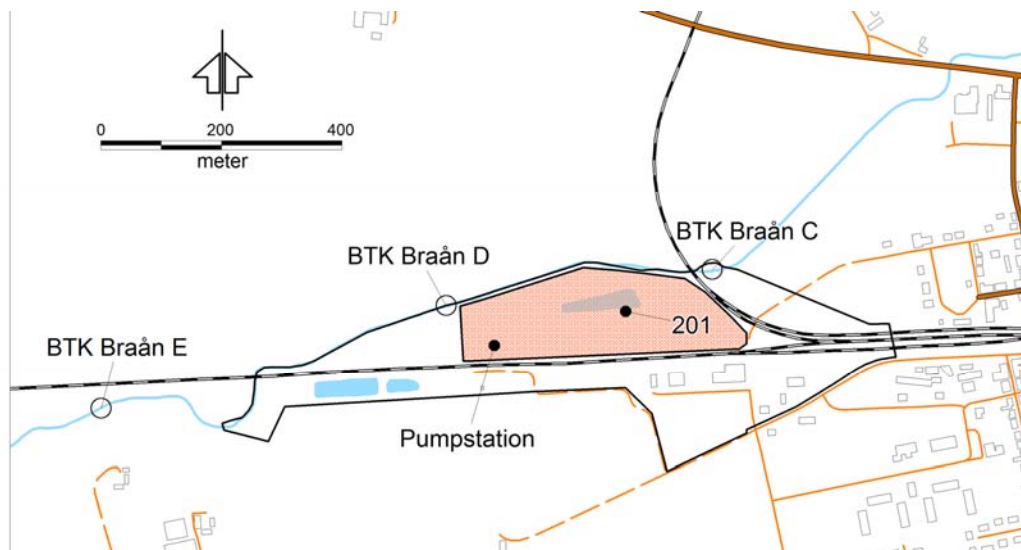 0 200 400
meter
BTK Braån C
BTK Braån D
201
BTK Braån E
Pumpstation